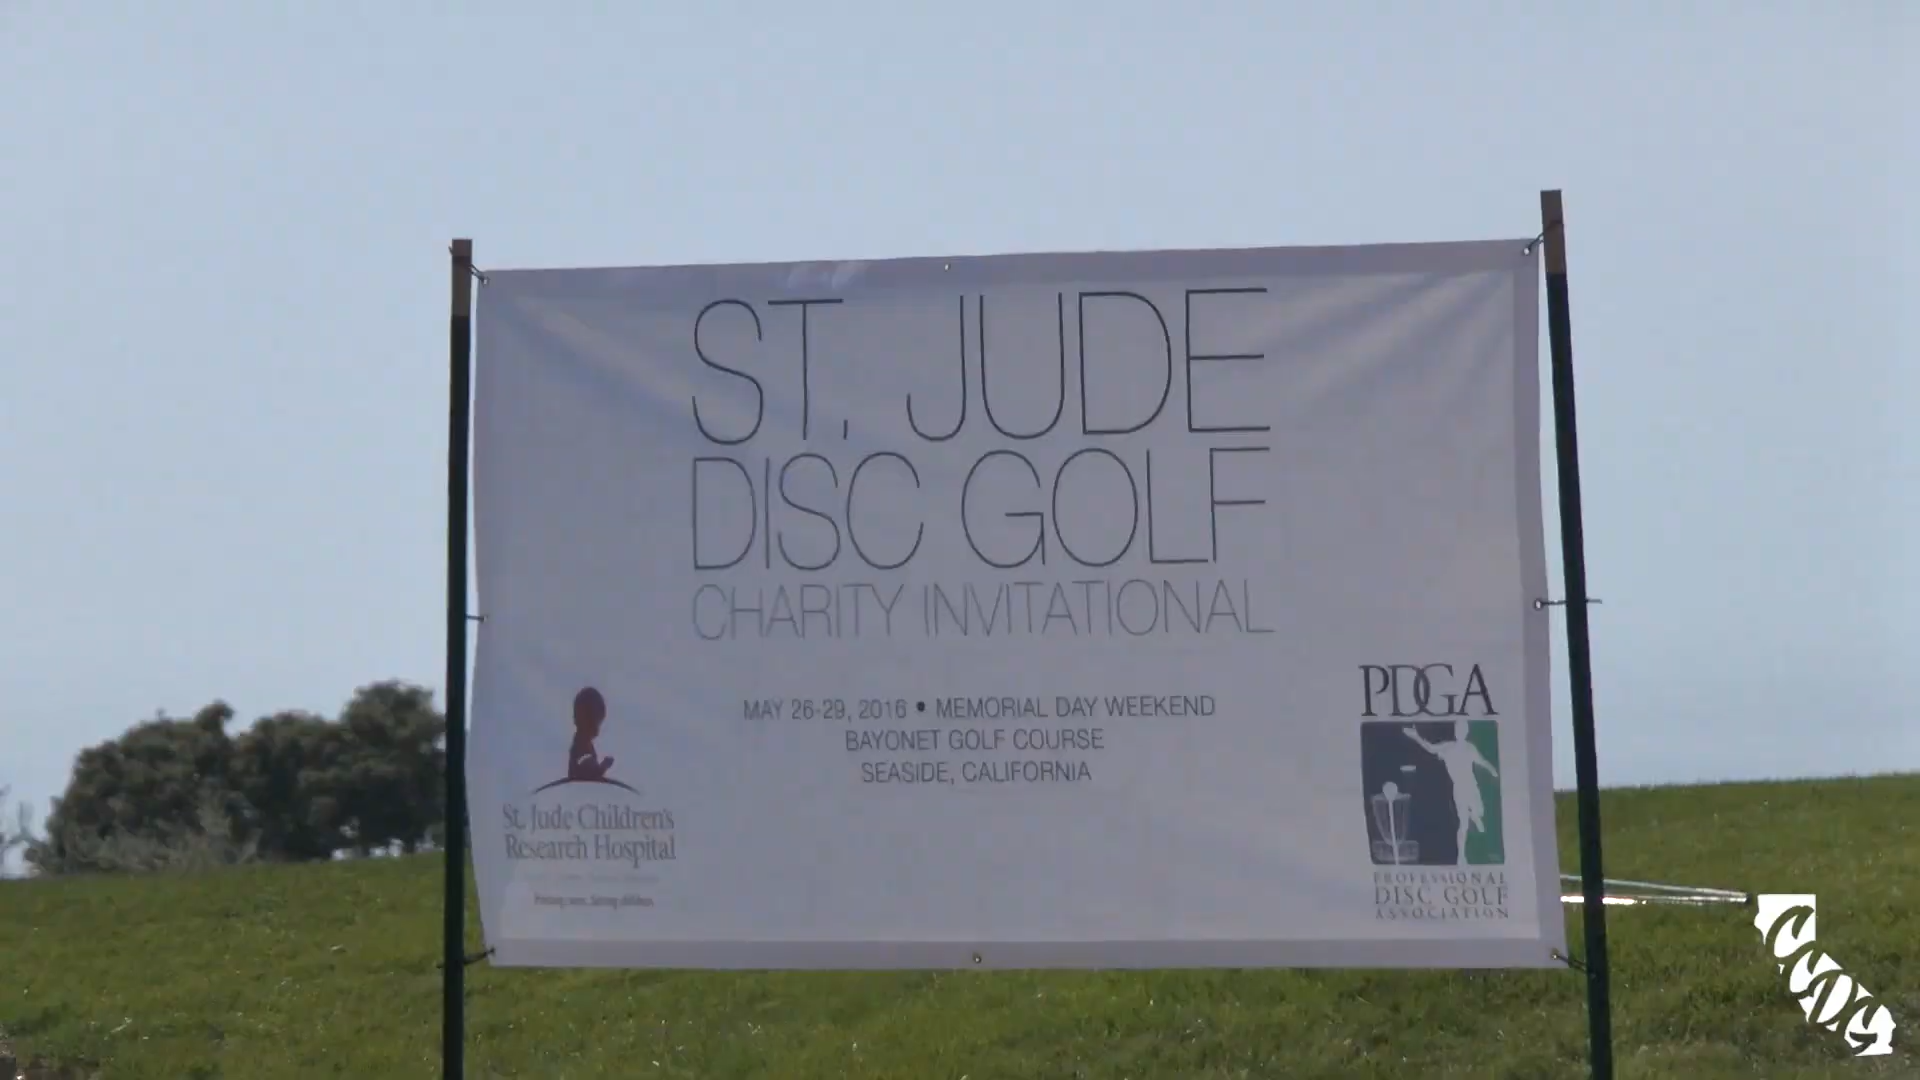 ST. JUDE
DISC GOLF
CHARITY INVITATIONAL
MAY 26-29, 2016 • MEMORIAL DAY WEEKEND
BAYONET GOLF COURSE
SEASIDE, CALIFORNIA
St. Jude Children's
Research Hospital
PDGA
PROFESSIONAL
DISC GOLF
ASSOCIATION